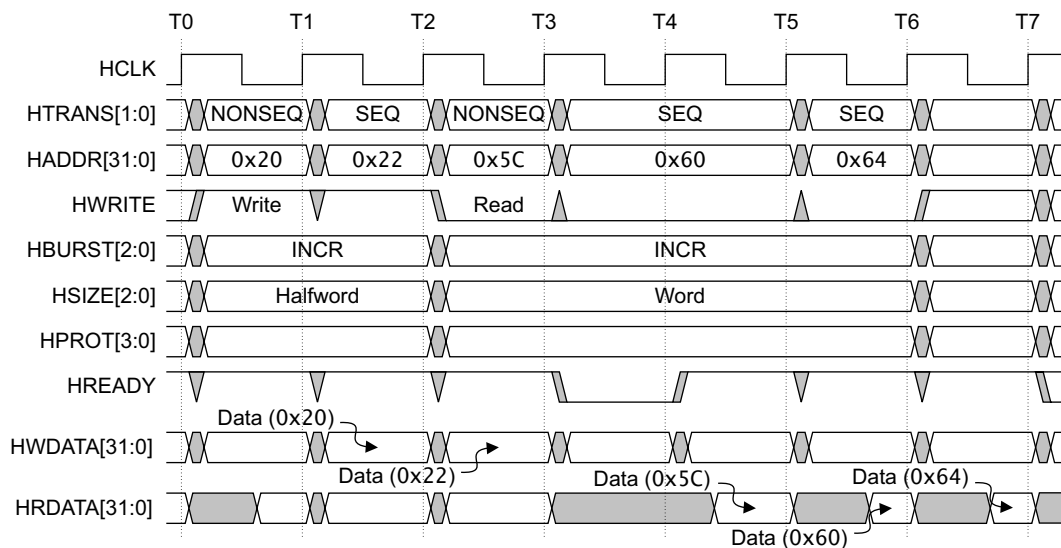 T0 T1 T2 T3 T4 T5 T6 T7
HCLK
HTRANS[1:0] NONSEQ SEQ NONSEQ SEQ SEQ
HADDR[31:0] 0x20 0x22 0x5C 0x60 0x64
HWRITE Write Read
HBURST[2:0] INCR INCR
HSIZE[2:0] Halfword Word
HPROT[3:0]
HREADY
Data (0x20)
HWDATA[31:0]
Data (0x22) Data (0x5C) Data (0x64)
HRDATA[31:0]
Data (0x60)